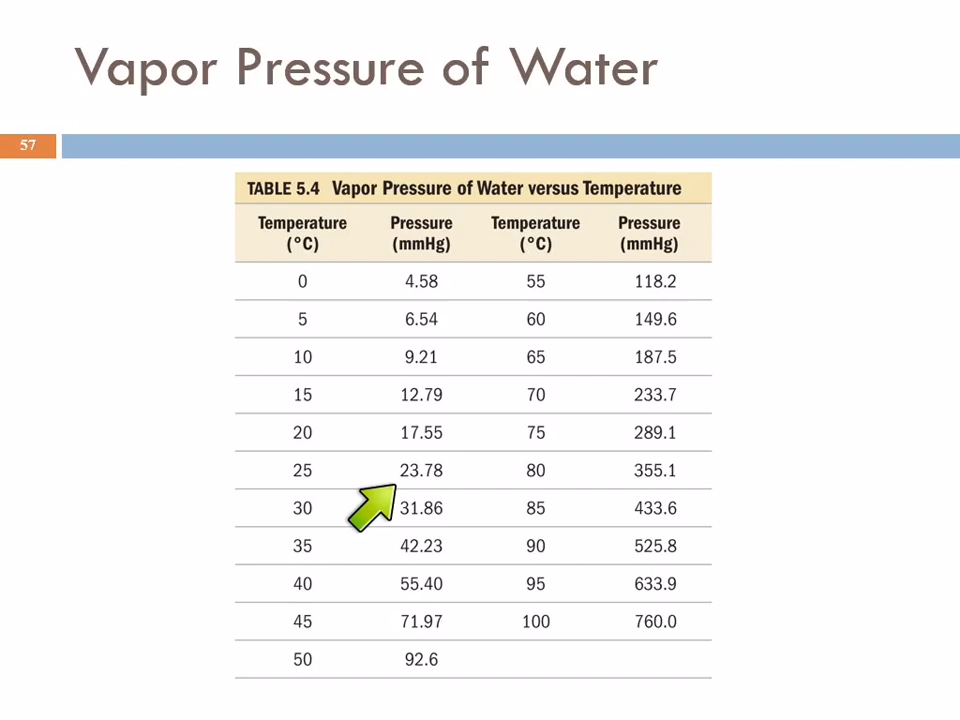 Vapor Pressure of Water
57
TABLE 5.4 Vapor Pressure of Water versus Temperature
Temperature (°C) Pressure (mmHg) Temperature (°C) Pressure (mmHg)
0 4.58 55 118.2
5 6.54 60 149.6
10 9.21 65 187.5
15 12.79 70 233.7
20 17.55 75 289.1
25 23.78 80 355.1
30 31.86 85 433.6
35 42.23 90 525.8
40 55.40 95 633.9
45 71.97 100 760.0
50 92.6